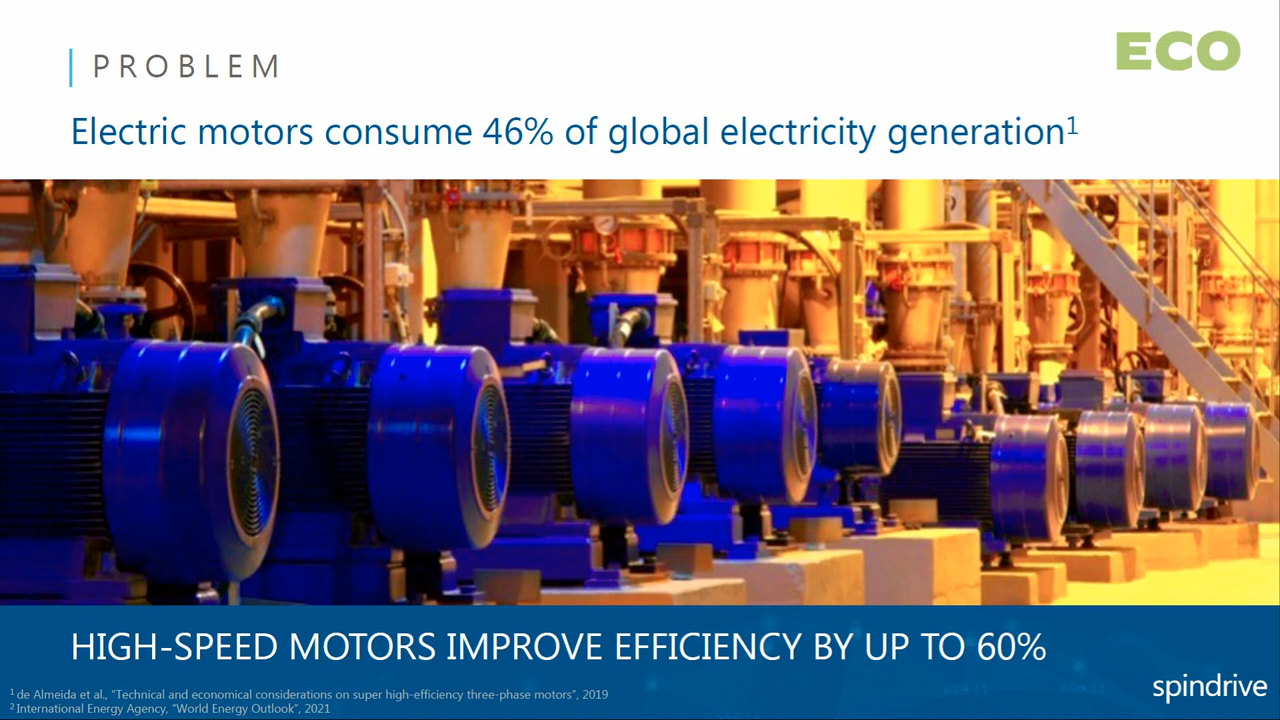 PROBLEM
ECO
Electric motors consume 46% of global electricity generation¹
HIGH-SPEED MOTORS IMPROVE EFFICIENCY BY UP TO 60%
¹ de Almeida et al., "Technical and economical considerations on super high-efficiency three-phase motors", 2019
² International Energy Agency, "World Energy Outlook", 2021
spindrive